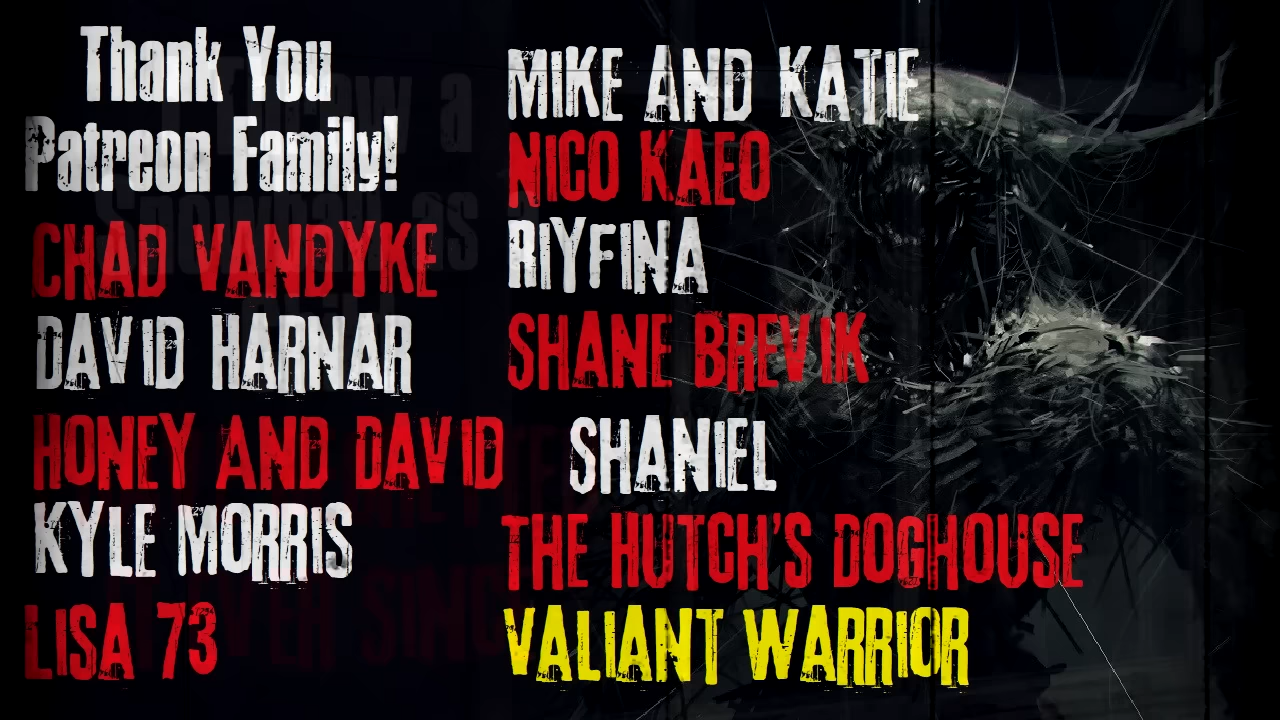 Thank You
Patreon Family!
CHAD VANDYKE
DAVID HARNAR
HONEY AND DAVID
KYLE MORRIS
LISA 73
MIKE AND KATIE
NICO KAEO
RIYFINA
SHANE BREVIK
SHANIEL
THE HUTCH'S DOGHOUSE
VALIANT WARRIOR